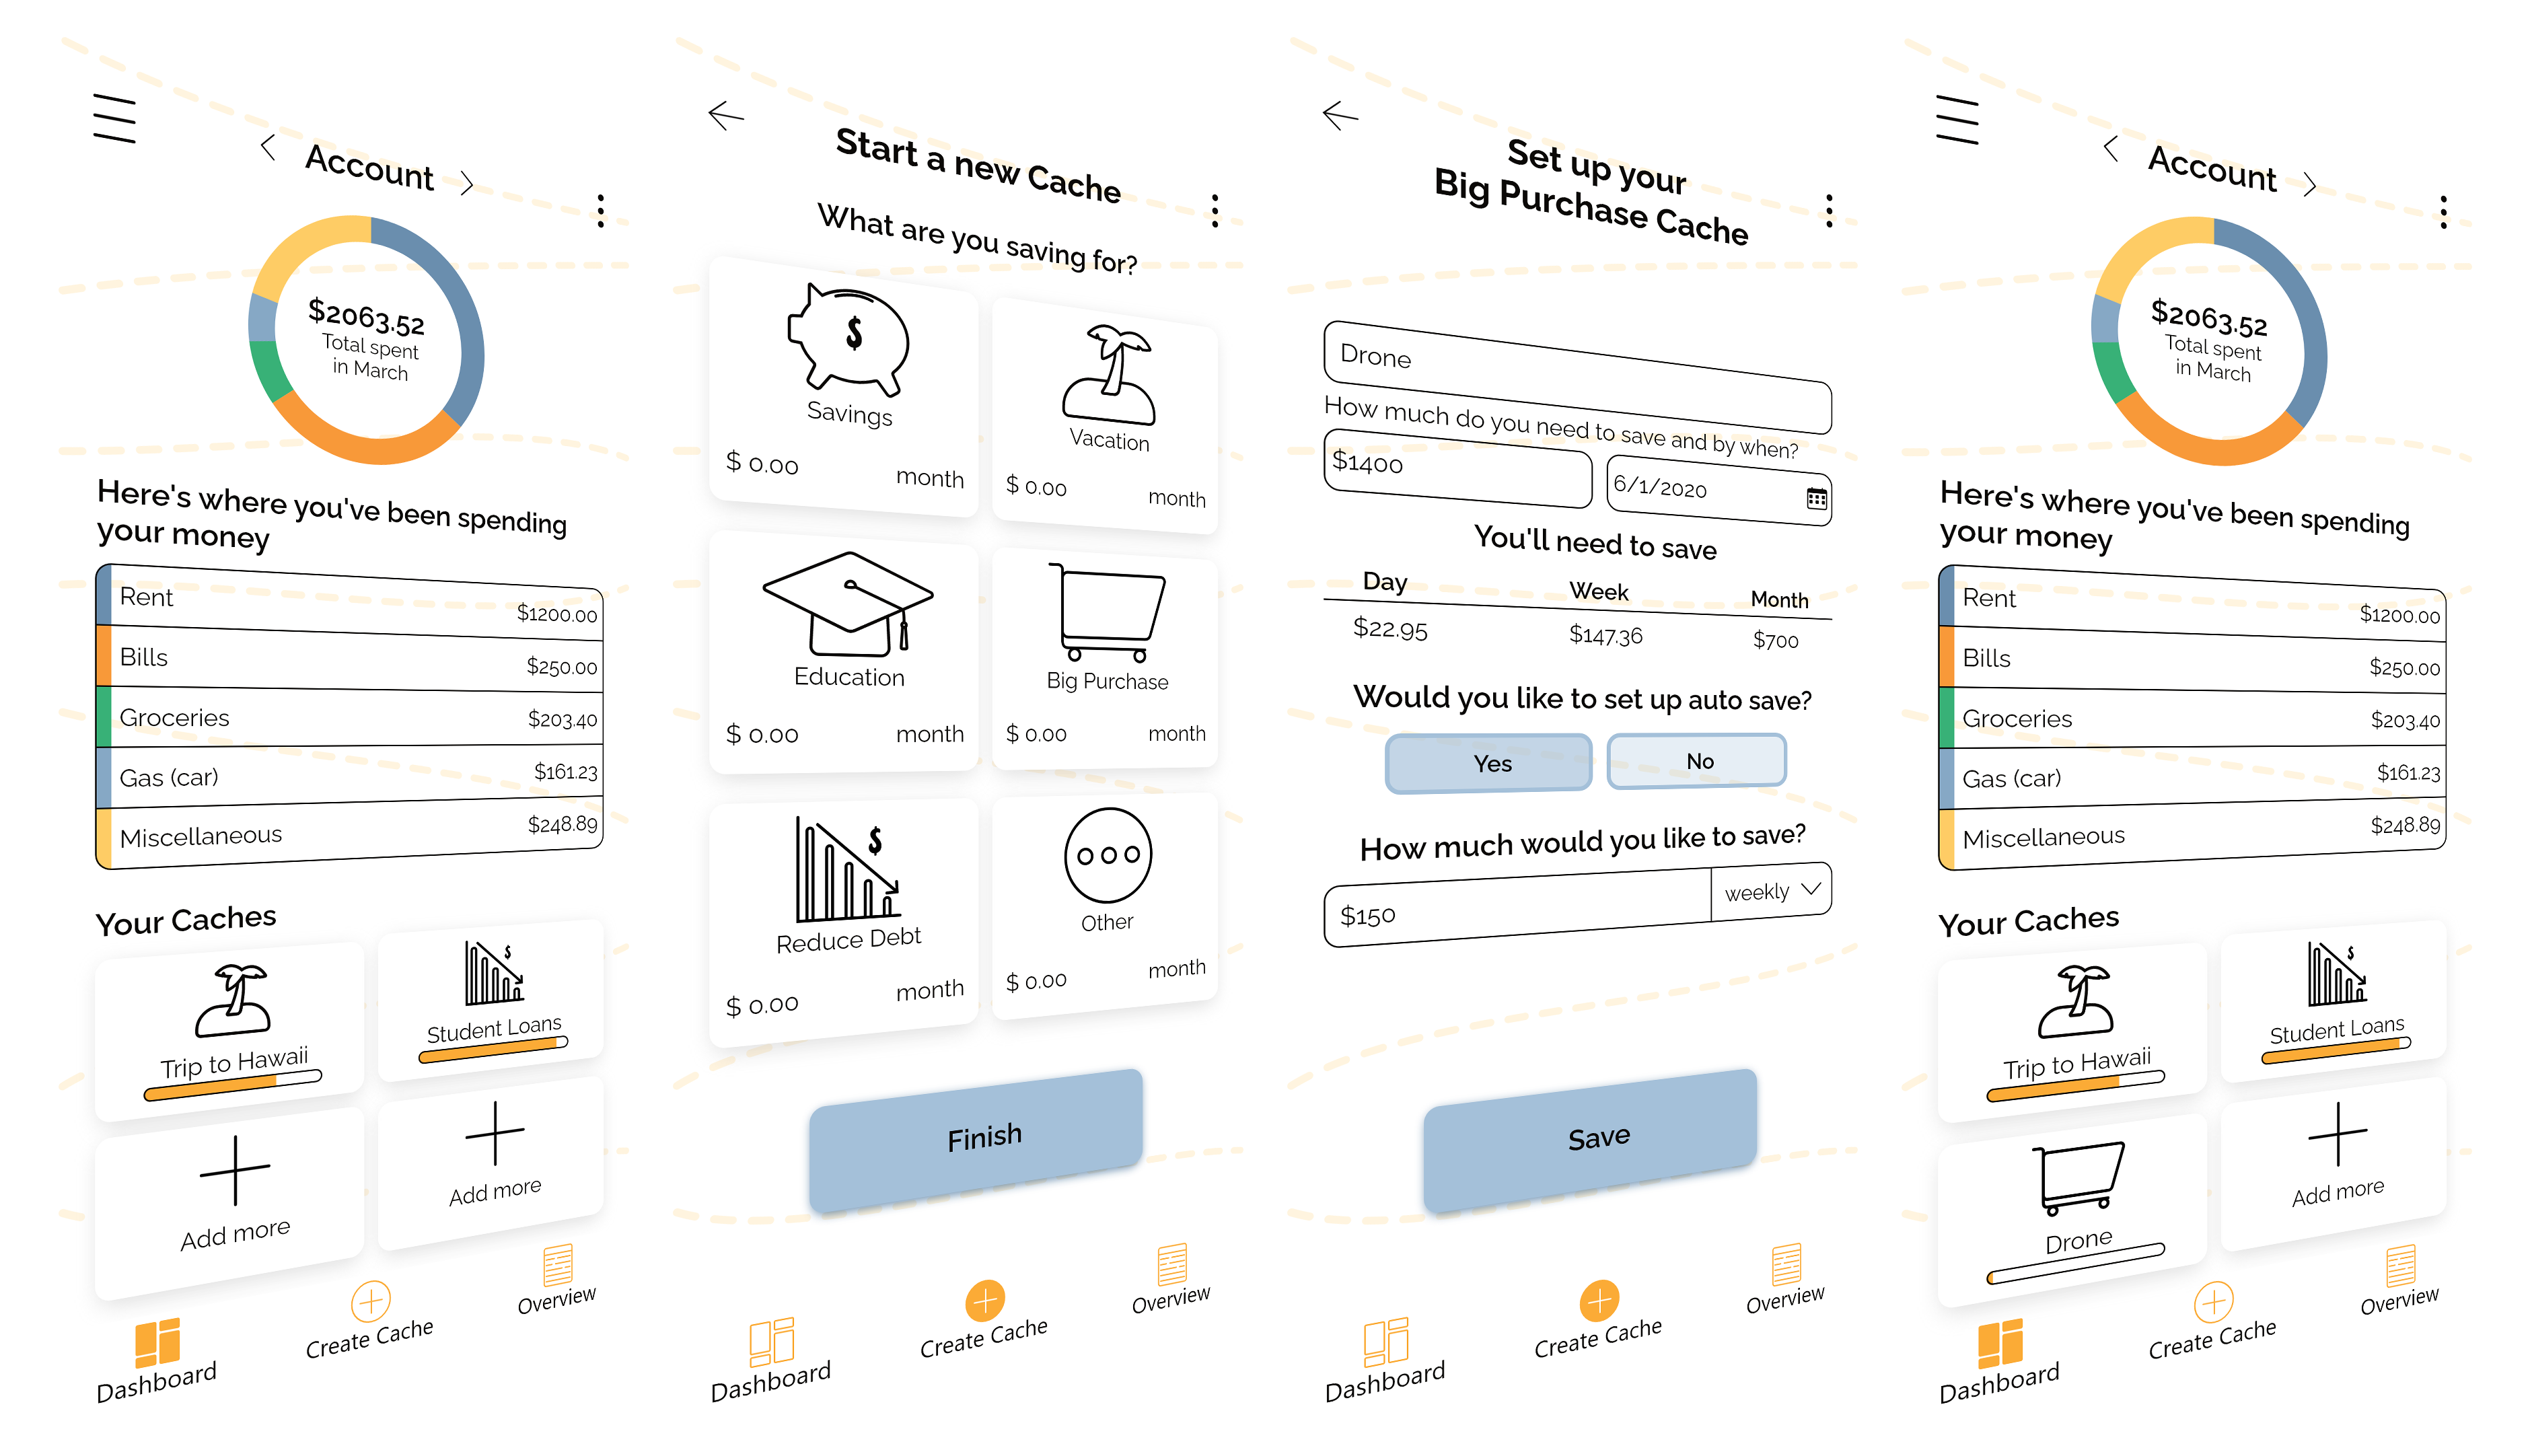 Account
$2063.52
Total spent
in March
Here's where you've been spending
your money
Rent $1200.00
Bills $250.00
Groceries $203.40
Gas (car) $161.23
Miscellaneous $248.89
Your Caches
$
Trip to Hawaii
Student Loans
Add more
Add more
Dashboard
Create Cache
Overview
Start a new Cache
What are you saving for?
$
Savings
$ 0.00 month
Vacation
$ 0.00 month
Education
$ 0.00 month
Big Purchase
$ 0.00 month
$
Reduce Debt
$ 0.00 month
Other
$ 0.00 month
Finish
Dashboard
Create Cache
Overview
Set up your
Big Purchase Cache
Drone
How much do you need to save and by when?
$1400
6/1/2020
You'll need to save
Day Week Month
$22.95 $147.36 $700
Would you like to set up auto save?
Yes
No
How much would you like to save?
$150
weekly
Save
Dashboard
Create Cache
Overview
Account
$2063.52
Total spent
in March
Here's where you've been spending
your money
Rent $1200.00
Bills $250.00
Groceries $203.40
Gas (car) $161.23
Miscellaneous $248.89
Your Caches
$
Trip to Hawaii
Student Loans
Drone
Add more
Dashboard
Create Cache
Overview